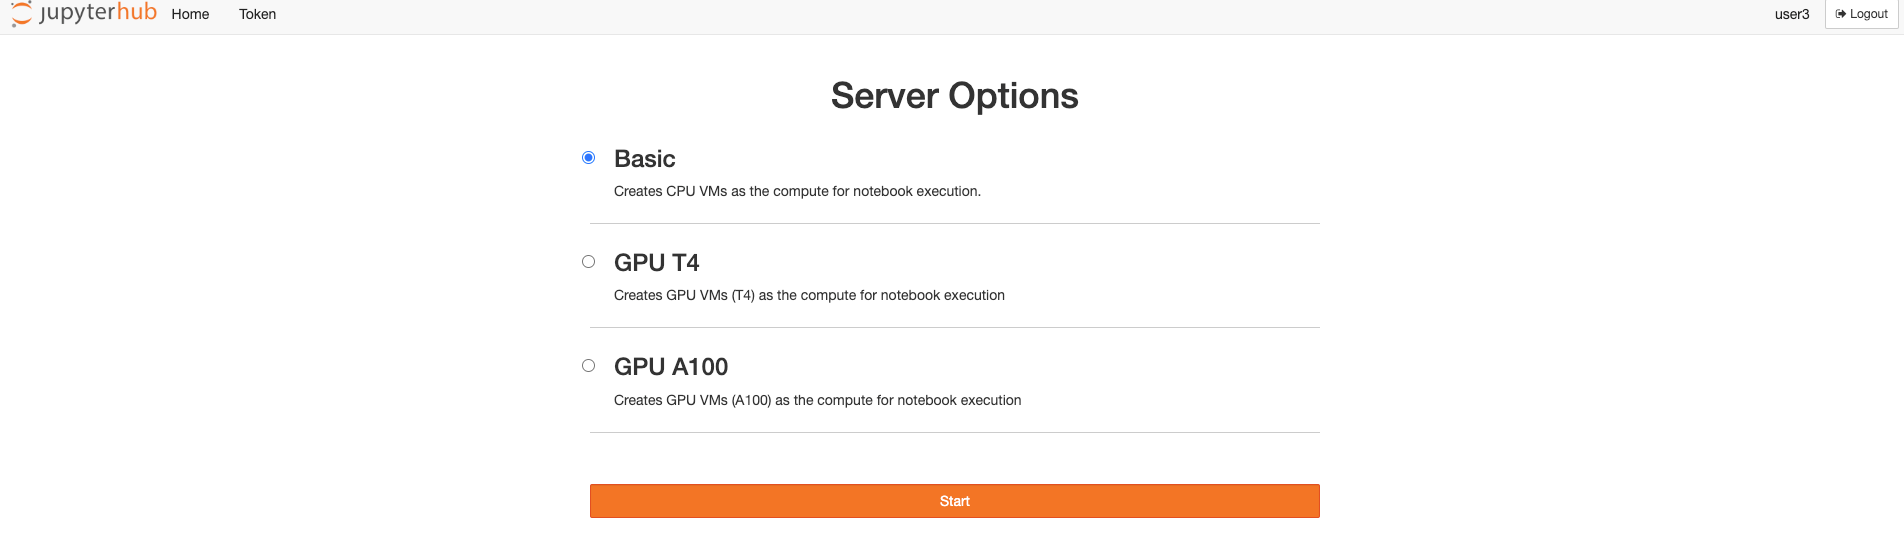 jupyterhub Home Token user3 Logout
Server Options
Basic
Creates CPU VMs as the compute for notebook execution.
GPU T4
Creates GPU VMs (T4) as the compute for notebook execution
GPU A100
Creates GPU VMs (A100) as the compute for notebook execution
Start